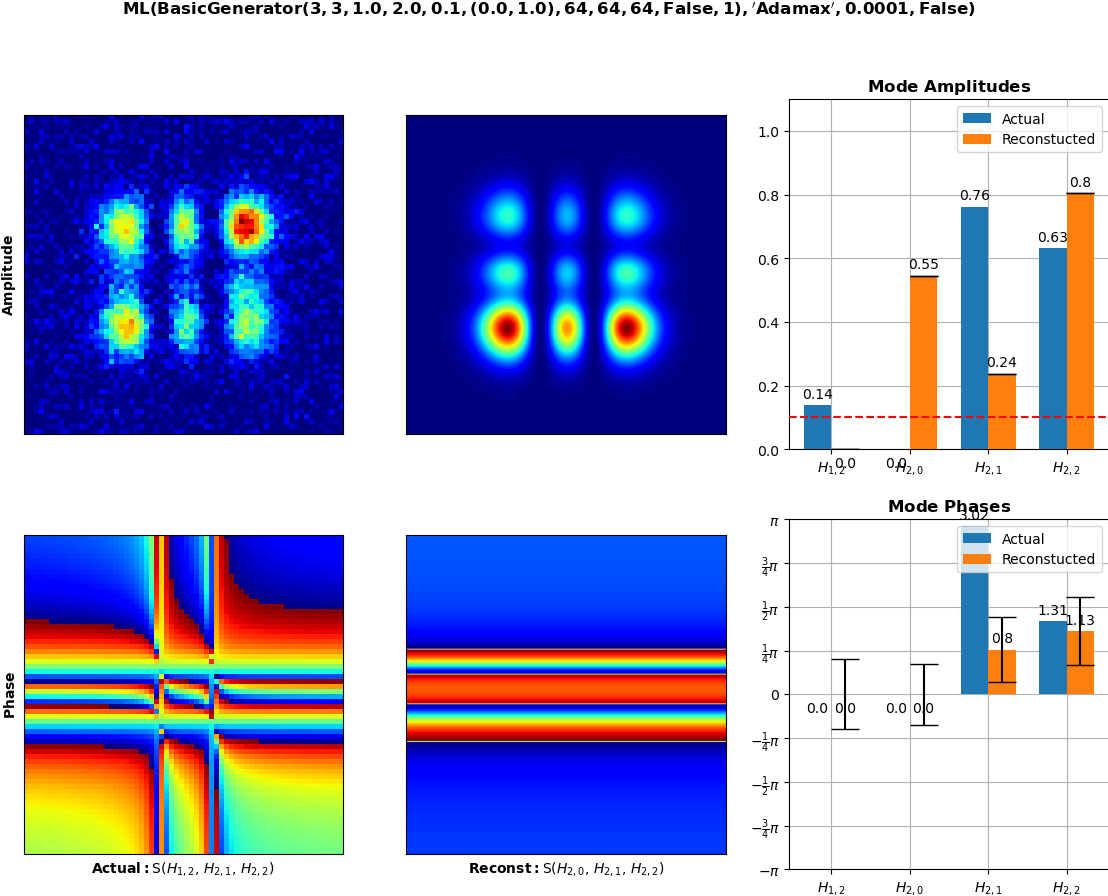 ML(BasicGenerator(3, 3, 1.0, 2.0, 0.1, (0.0, 1.0), 64, 64, 64, False, 1), ′Adamax′, 0.0001, False)
Mode Amplitudes
Actual
Reconstucted
1.0
0.8
0.6
0.4
0.2
0.0
0.14
0.0
0.0
0.55
0.76
0.24
0.63
0.8
H1,2
H2,0
H2,1
H2,2
Amplitude
Mode Phases
Actual
Reconstucted
π
3/4 π
1/2 π
1/4 π
0
−1/4 π
−1/2 π
−3/4 π
−π
0.0
0.0
0.0
0.0
3.02
0.8
1.31
1.13
H1,2
H2,0
H2,1
H2,2
Phase
Actual: S(H1,2, H2,1, H2,2)
Reconst: S(H2,0, H2,1, H2,2)